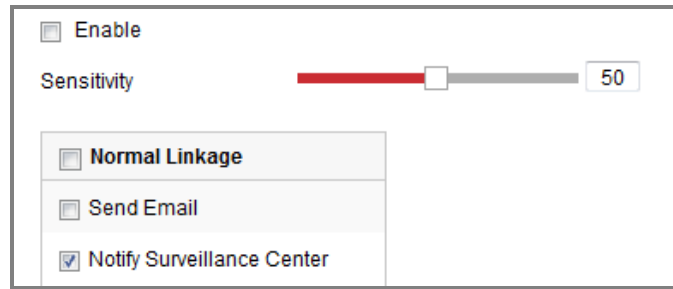 Enable
Sensitivity 50
Normal Linkage
Send Email
Notify Surveillance Center